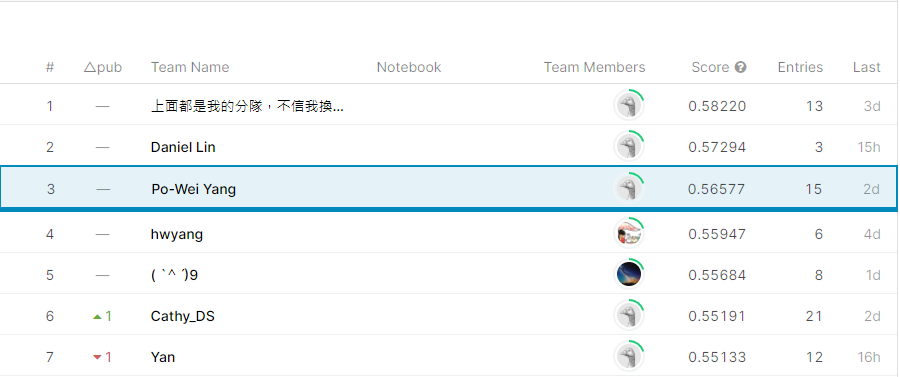 # △pub Team Name Notebook Team Members Score ? Entries Last
1 — 上面都是我的分隊，不信我換... 0.58220 13 3d
2 — Daniel Lin 0.57294 3 15h
3 — Po-Wei Yang 0.56577 15 2d
4 — hwyang 0.55947 6 4d
5 — ( `^ ´)9 0.55684 8 1d
6 ▲1 Cathy_DS 0.55191 21 2d
7 ▼1 Yan 0.55133 12 16h